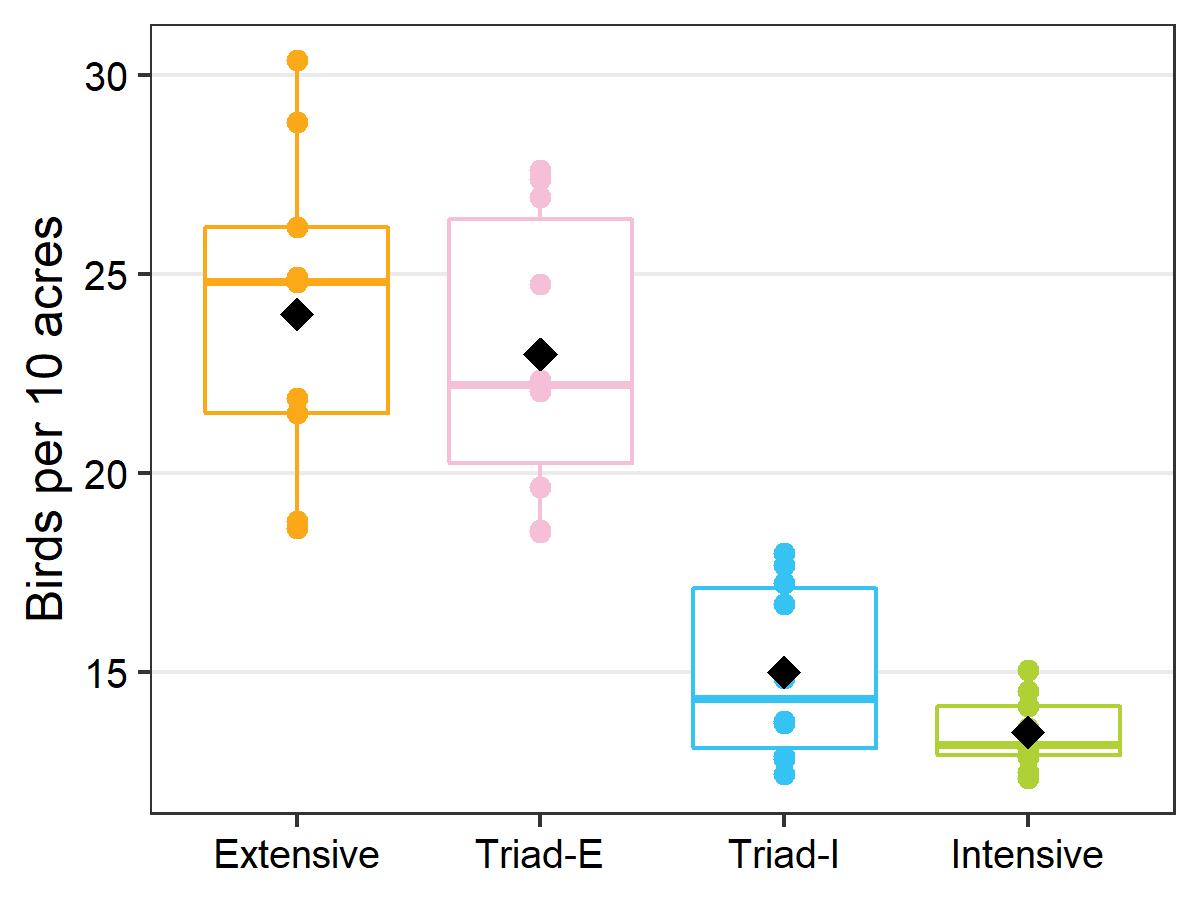 Birds per 10 acres
30
25
20
15
Extensive
Triad-E
Triad-I
Intensive